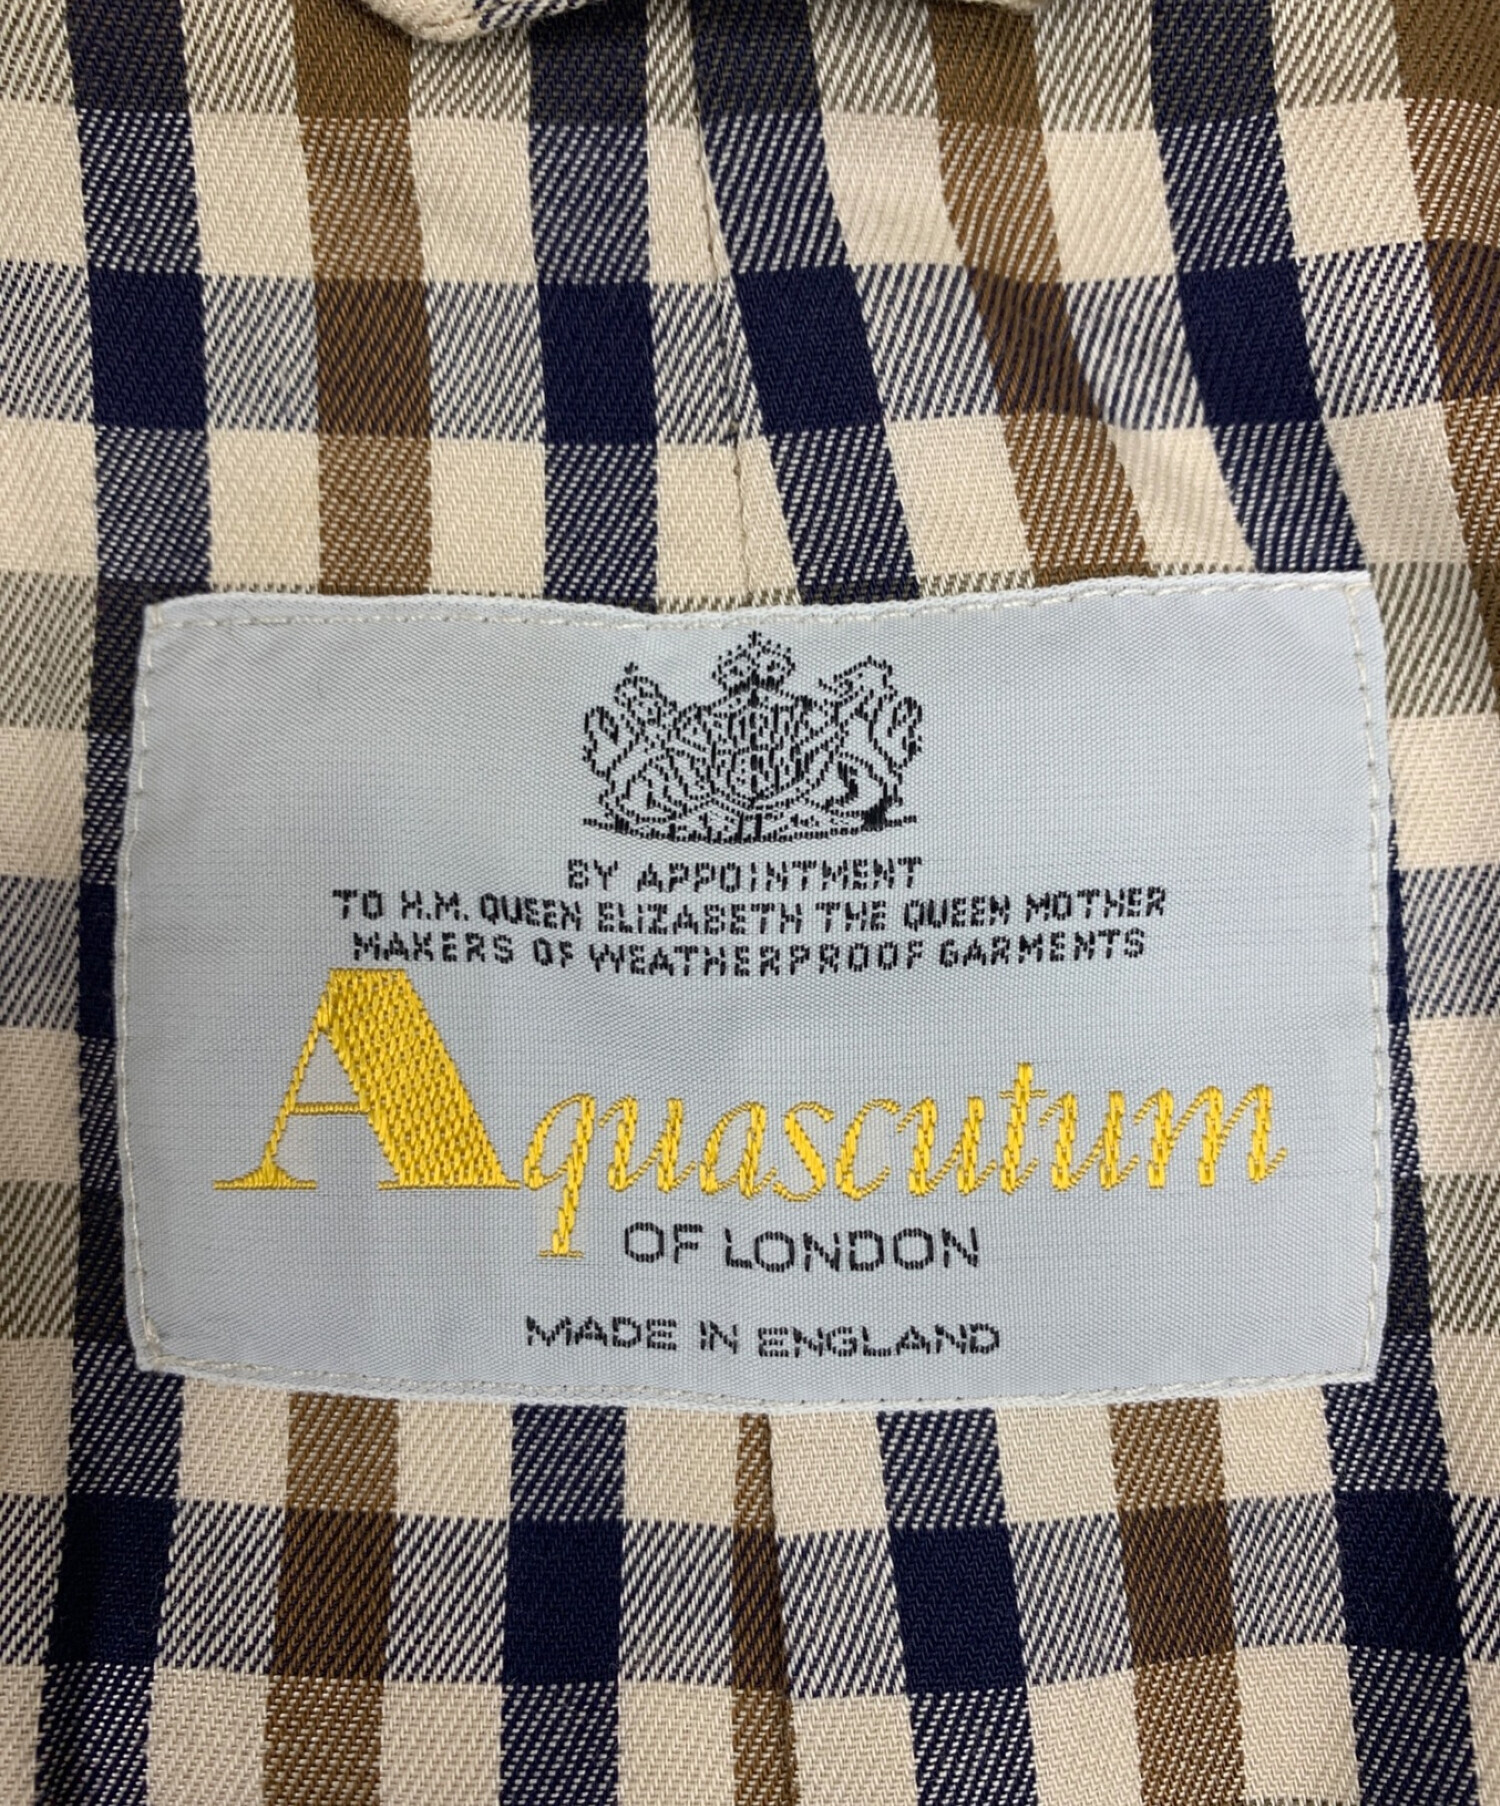 BY APPOINTMENT
TO H.M. QUEEN ELIZABETH THE QUEEN MOTHER
MAKERS OF WEATHERPROOF GARMENTS
Aquascutum
OF LONDON
MADE IN ENGLAND